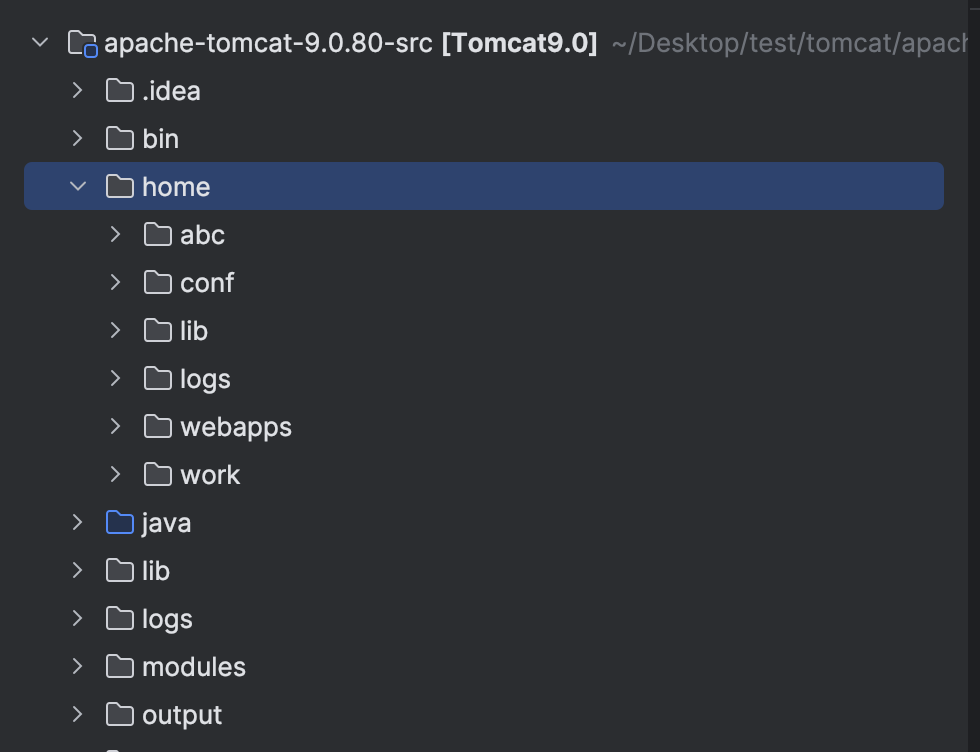 apache-tomcat-9.0.80-src [Tomcat9.0] ~/Desktop/test/tomcat/apach
.idea
bin
home
abc
conf
lib
logs
webapps
work
java
lib
logs
modules
output